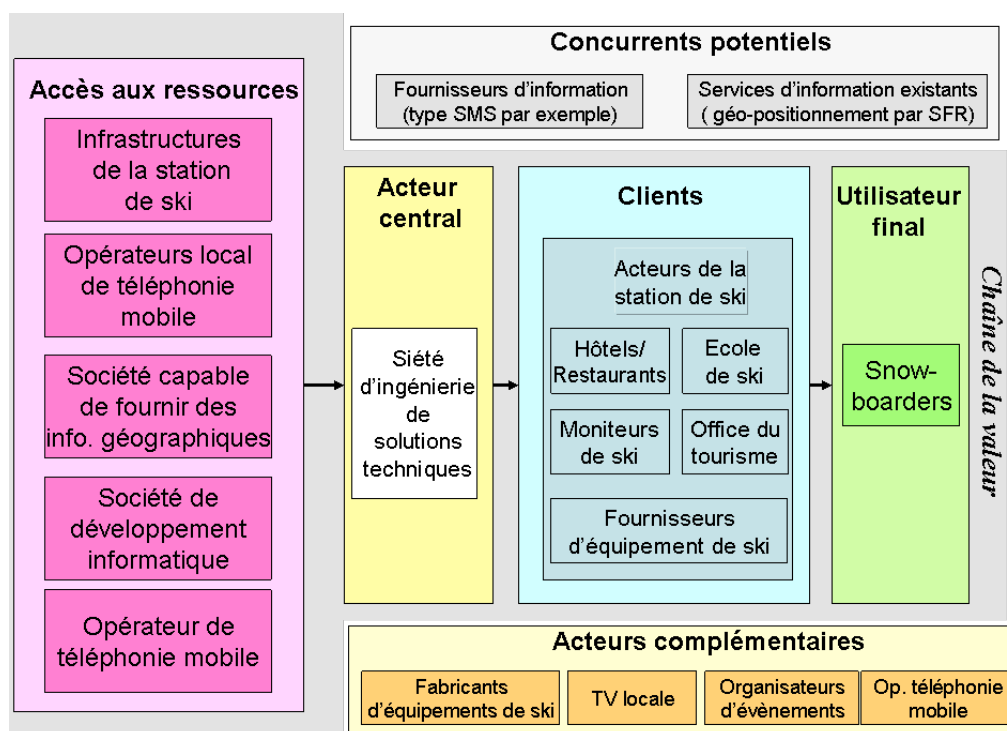 Concurrents potentiels
Fournisseurs d'information
(type SMS par exemple)
Services d'information existants
( géo-positionnement par SFR)
Accès aux ressources
Infrastructures
de la station
de ski
Opérateurs local
de téléphonie
mobile
Société capable
de fournir des
info. géographiques
Société de
développement
informatique
Opérateur de
téléphonie mobile
Acteur
central
Siété
d'ingénierie
de
solutions
techniques
Clients
Acteurs de la
station de ski
Hôtels/
Restaurants
Ecole
de ski
Moniteurs
de ski
Office du
tourisme
Fournisseurs
d'équipement de ski
Utilisateur
final
Snow-
boarders
Chaîne de la valeur
Acteurs complémentaires
Fabricants
d'équipements de ski
TV locale
Organisateurs
d'évènements
Op. téléphonie
mobile